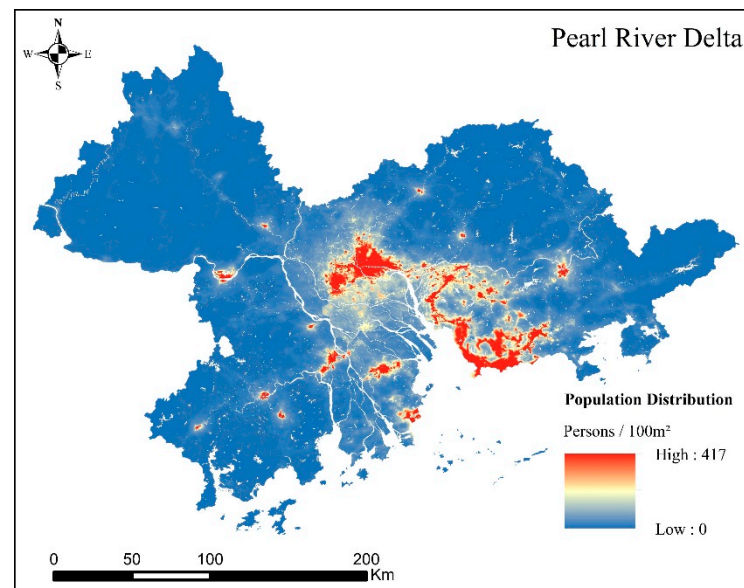 N
W E
S
Pearl River Delta
Population Distribution
Persons / 100m²
High : 417
Low : 0
0 50 100 200
Km